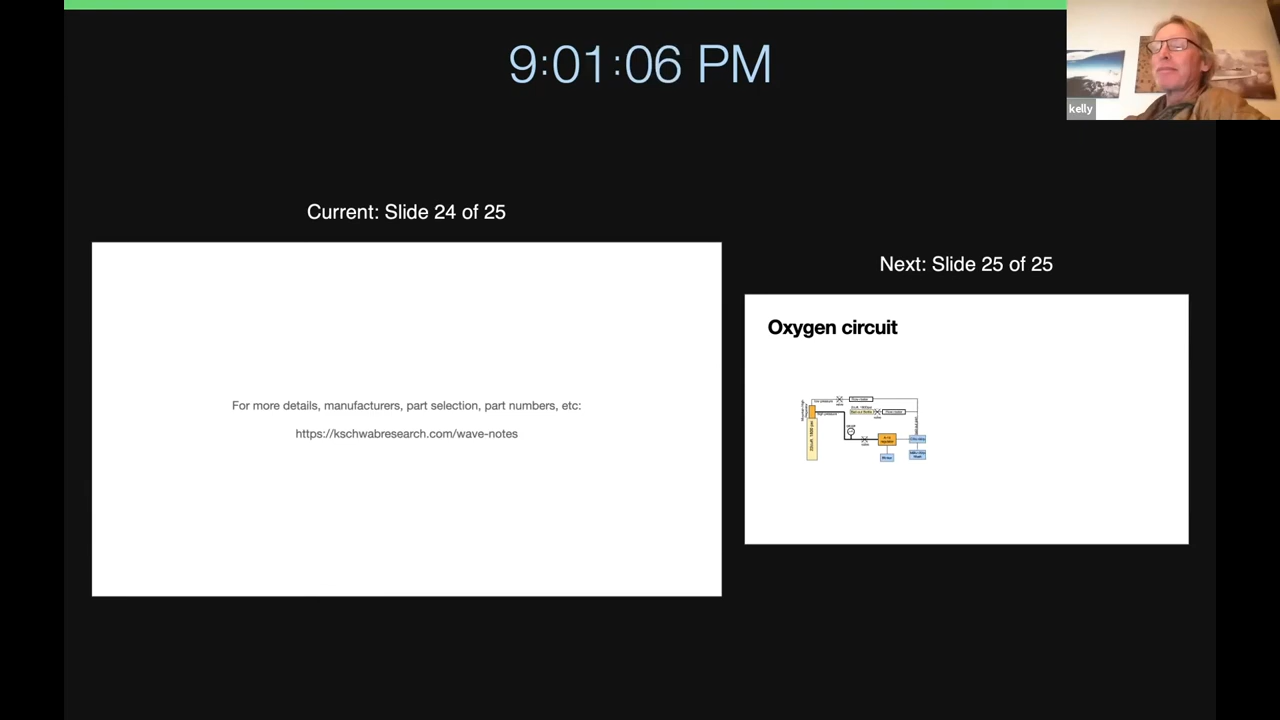 9:01:06 PM
kelly
Current: Slide 24 of 25
For more details, manufacturers, part selection, part numbers, etc:
https://kschwabresearch.com/wave-notes
Next: Slide 25 of 25
Oxygen circuit